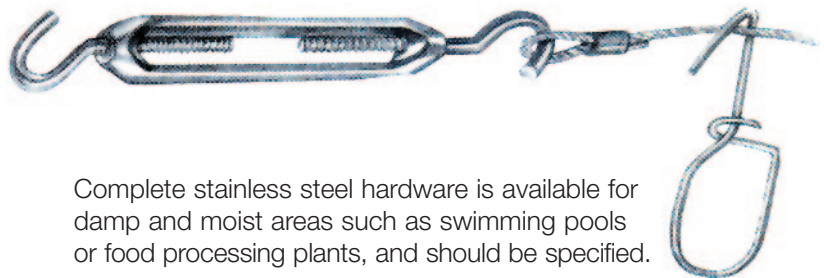 Complete stainless steel hardware is available for
damp and moist areas such as swimming pools
or food processing plants, and should be specified.